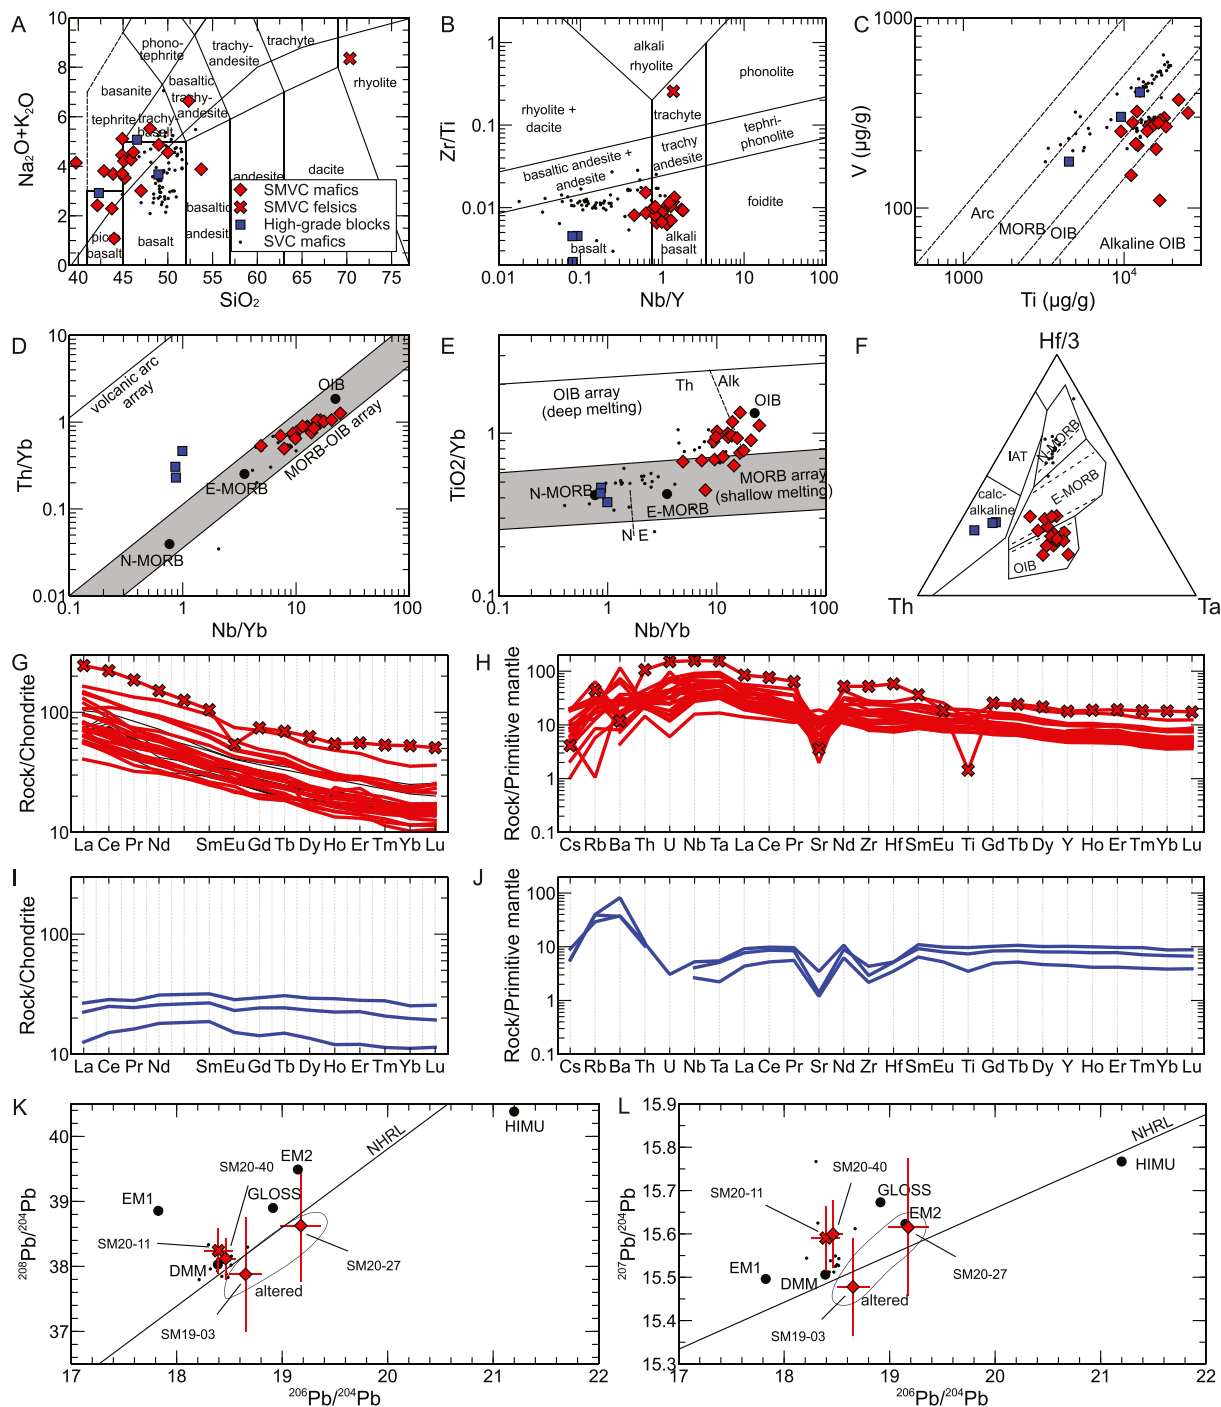 A
Na₂O+K₂O
10
8
6
4
2
0
40
45
50
55
60
65
70
75
SiO₂
phono-
tephrite
trachy-
andesite
trachyte
rhyolite
basanite
basaltic
trachy-
andesite
tephrite
trachy
basalt
basaltic
andesite
andesite
dacite
basalt
SMVC mafics
SMVC felsics
High-grade blocks
SVC mafics
B
Zr/Ti
1
0.1
0.01
0.01
0.1
1
10
100
Nb/Y
alkali
rhyolite
phonolite
rhyolite +
dacite
trachyte
tephri-
phonolite
basaltic andesite +
andesite
trachy
andesite
foidite
basalt
alkali
basalt
C
V (µg/g)
1000
100
1000
10⁴
Ti (µg/g)
Arc
MORB
OIB
Alkaline OIB
D
Th/Yb
10
1
0.1
0.01
0.1
1
10
100
Nb/Yb
volcanic arc
array
OIB
MORB-OIB array
E-MORB
N-MORB
E
TiO2/Yb
1
0.1
0.1
1
10
100
Nb/Yb
OIB array
(deep melting)
Th
Alk
OIB
MORB array
(shallow melting)
N-MORB
E-MORB
N E
F
Hf/3
Th
Ta
IAT
N-MORB
E-MORB
calc-
alkaline
OIB
G
Rock/Chondrite
100
10
La Ce Pr Nd Sm Eu Gd Tb Dy Ho Er Tm Yb Lu
H
Rock/Primitive mantle
100
10
1
0.1
Cs Rb Ba Th U Nb Ta La Ce Pr Sr Nd Zr Hf Sm Eu Ti Gd Tb Dy Y Ho Er Tm Yb Lu
I
Rock/Chondrite
100
10
La Ce Pr Nd Sm Eu Gd Tb Dy Ho Er Tm Yb Lu
J
Rock/Primitive mantle
100
10
1
0.1
Cs Rb Ba Th U Nb Ta La Ce Pr Sr Nd Zr Hf Sm Eu Ti Gd Tb Dy Y Ho Er Tm Yb Lu
K
²⁰⁸Pb/²⁰⁴Pb
40
39
38
37
17
18
19
20
21
22
²⁰⁶Pb/²⁰⁴Pb
NHRL
HIMU
EM2
SM20-40
EM1
GLOSS
SM20-11
DMM
SM20-27
altered
SM19-03
L
²⁰⁷Pb/²⁰⁴Pb
15.9
15.8
15.7
15.6
15.5
15.4
15.3
17
18
19
20
21
22
²⁰⁶Pb/²⁰⁴Pb
NHRL
HIMU
SM20-40
SM20-11
GLOSS
EM2
EM1
DMM
SM20-27
altered
SM19-03